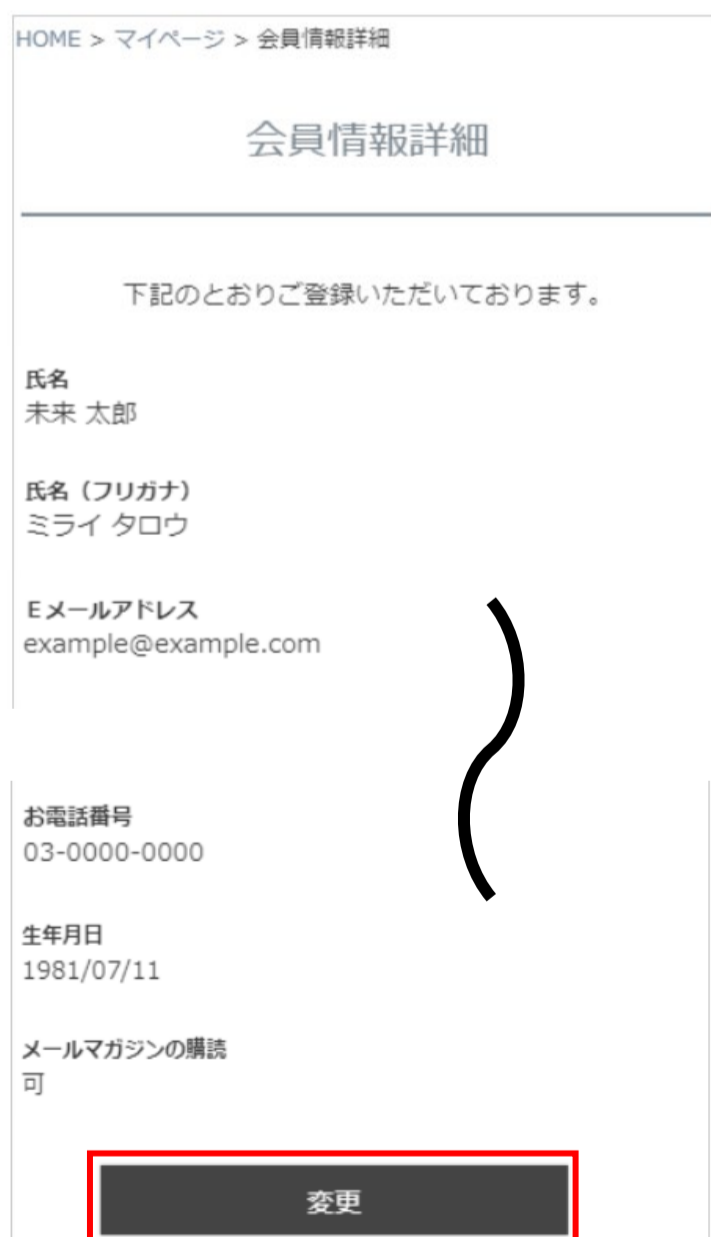 HOME > マイページ > 会員情報詳細
会員情報詳細
下記のとおりご登録いただいております。
氏名
未来 太郎
氏名（フリガナ）
ミライ タロウ
Ｅメールアドレス
example@example.com
お電話番号
03-0000-0000
生年月日
1981/07/11
メールマガジンの購読
可
変更